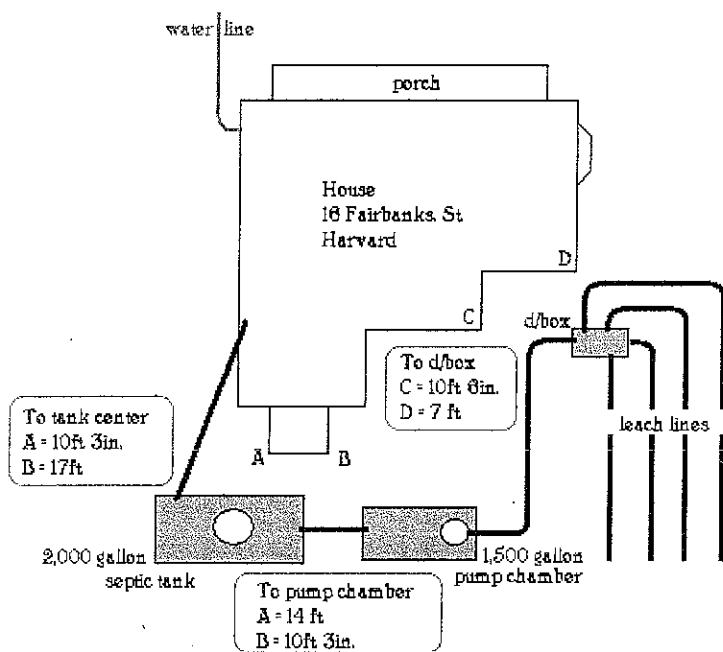 water line
porch
House
16 Fairbanks. St
Harvard
D
C
d/box
To d/box
C = 10ft 6in.
D = 7 ft
To tank center
A = 10ft 3in.
B = 17ft
A
B
leach lines
2,000 gallon
septic tank
1,500 gallon
pump chamber
To pump chamber
A = 14 ft
B = 10ft 3in.